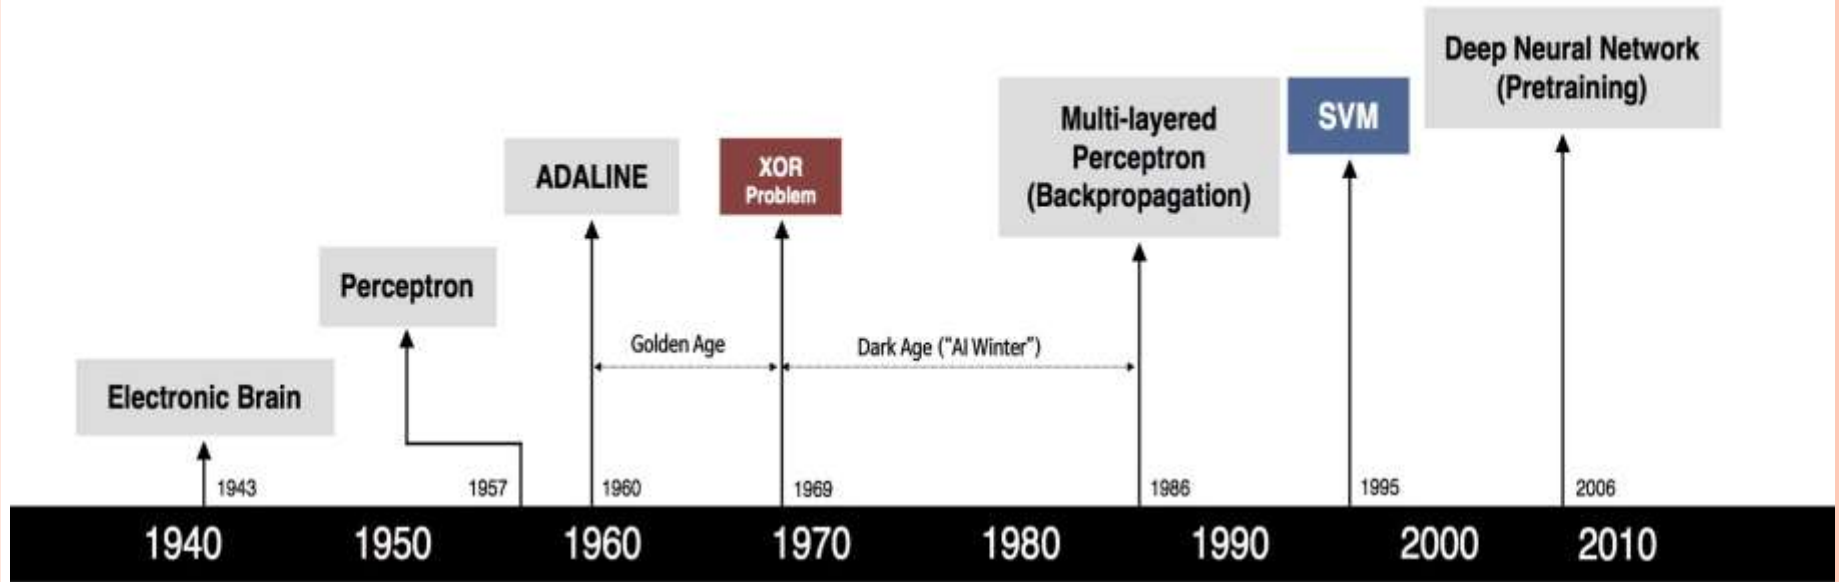 Deep Neural Network
(Pretraining)
Multi-layered
Perceptron
(Backpropagation)
SVM
ADALINE
XOR
Problem
Perceptron
Golden Age
Dark Age ("AI Winter")
Electronic Brain
1943
1957
1960
1969
1986
1995
2006
1940
1950
1960
1970
1980
1990
2000
2010